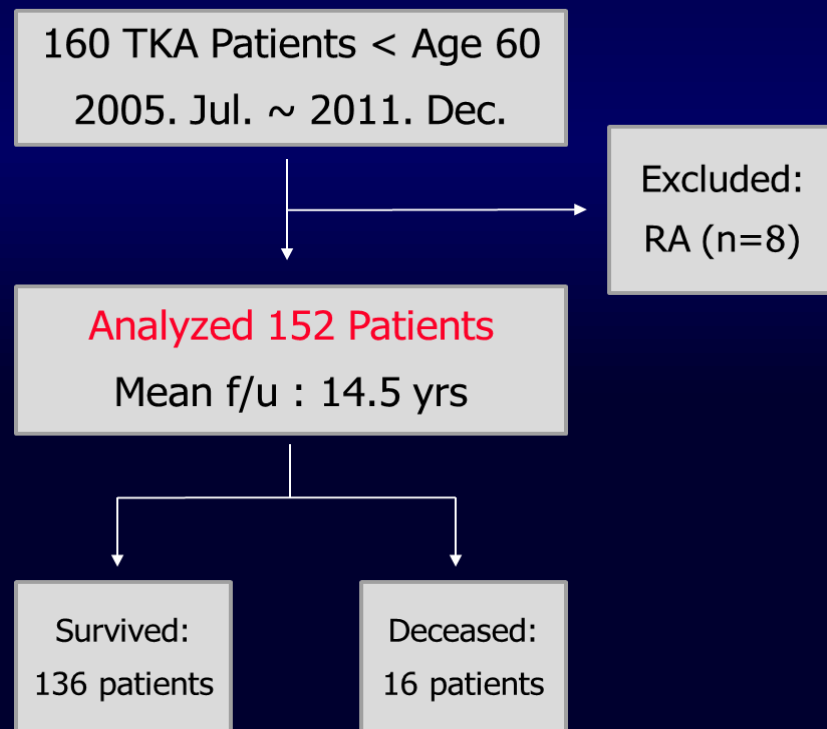 160 TKA Patients < Age 60
2005. Jul. ~ 2011. Dec.
Excluded:
RA (n=8)
Analyzed 152 Patients
Mean f/u : 14.5 yrs
Survived:
136 patients
Deceased:
16 patients